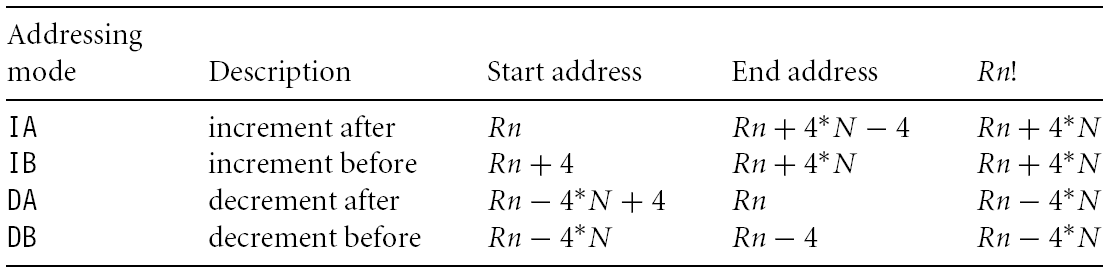 Addressing
mode Description Start address End address Rn!
IA increment after Rn Rn + 4*N − 4 Rn + 4*N
IB increment before Rn + 4 Rn + 4*N Rn + 4*N
DA decrement after Rn − 4*N + 4 Rn Rn − 4*N
DB decrement before Rn − 4*N Rn − 4 Rn − 4*N